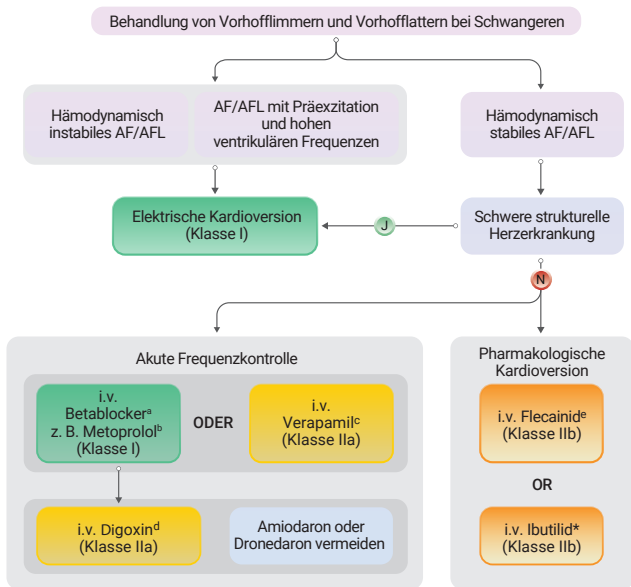 Behandlung von Vorhofflimmern und Vorhofflattern bei Schwangeren
Hämodynamisch
instabiles AF/AFL
AF/AFL mit Präexzitation
und hohen
ventrikulären Frequenzen
Hämodynamisch
stabiles AF/AFL
Elektrische Kardioversion
(Klasse I)
J
Schwere strukturelle
Herzerkrankung
N
Akute Frequenzkontrolle
i.v.
Betablockerᵃ
z. B. Metoprololᵇ
(Klasse I)
ODER
i.v.
Verapamilᶜ
(Klasse IIa)
i.v. Digoxinᵈ
(Klasse IIa)
Amiodaron oder
Dronedaron vermeiden
Pharmakologische
Kardioversion
i.v. Flecainidᵉ
(Klasse IIb)
OR
i.v. Ibutilid*
(Klasse IIb)